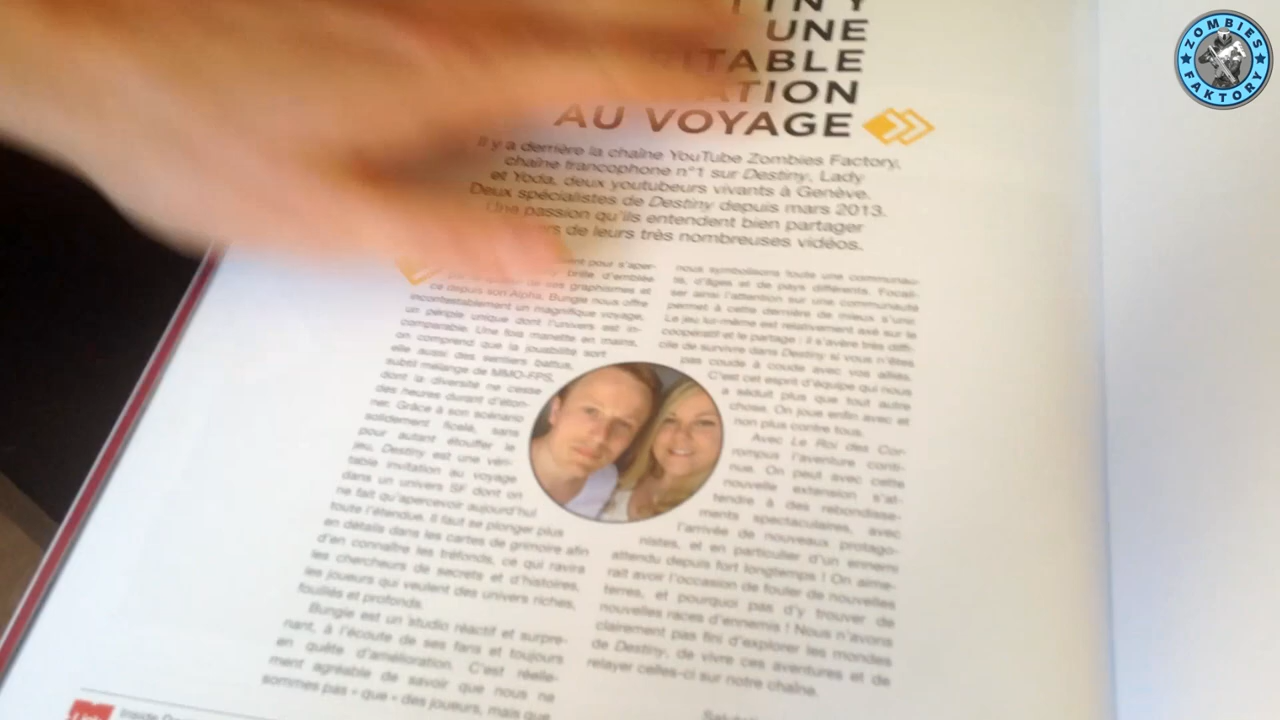 UNE
TABLE
ATION
AU VOYAGE
Il y a derrière la chaîne YouTube Zombies Factory,
chaîne francophone n°1 sur Destiny, Lady
et Yoda, deux youtubeurs vivants à Genève.
Deux spécialistes de Destiny depuis mars 2013.
Une passion qu'ils entendent bien partager
de leurs très nombreuses vidéos.
pour s'aper-
brille d'emblée
graphismes et
ce depuis son Alpha. Bungie nous offre
incontestablement un magnifique voyage,
un périple unique dont l'univers est in-
comparable. Une fois manette en mains,
on comprend que la jouabilité sort
elle aussi des sentiers battus,
subtil mélange de MMO-FPS,
dont la diversité ne cesse
des heures durant d'éton-
ner. Grâce à son scénario
solidement ficelé, sans
pour autant étouffer le
jeu, Destiny est une véri-
table invitation au voyage
dans un univers SF dont on
ne fait qu'apercevoir aujourd'hui
toute l'étendue. Il faut se plonger plus
en détails dans les cartes de grimoire afin
d'en connaître les tréfonds, ce qui ravira
les chercheurs de secrets et d'histoires,
les joueurs qui veulent des univers riches,
fouillés et profonds.
Bungie est un studio réactif et surpre-
nant, à l'écoute de ses fans et toujours
en quête d'amélioration. C'est réelle-
ment agréable de savoir que nous ne
sommes pas « que » des joueurs, mais que
nous symbolisons toute une communau-
té, d'âges et de pays différents. Focali-
ser ainsi l'attention sur une communauté
permet à cette dernière de mieux s'unir.
Le jeu lui-même est relativement axé sur le
coopératif et le partage : il s'avère très diffi-
cile de survivre dans Destiny si vous n'êtes
pas coude à coude avec vos alliés.
C'est cet esprit d'équipe qui nous
a séduit plus que tout autre
chose. On joue enfin avec et
non plus contre tous.
Avec Le Roi des Cor-
rompus l'aventure conti-
nue. On peut avec cette
nouvelle extension s'at-
tendre à des rebondisse-
ments spectaculaires, avec
l'arrivée de nouveaux protago-
nistes, et en particulier d'un ennemi
attendu depuis fort longtemps ! On aime-
rait avoir l'occasion de fouler de nouvelles
terres, et pourquoi pas d'y trouver de
nouvelles races d'ennemis ! Nous n'avons
clairement pas fini d'explorer les mondes
de Destiny, de vivre ces aventures et de
relayer celles-ci sur notre chaîne.
Inside
ZOMBIES
FAKTORY